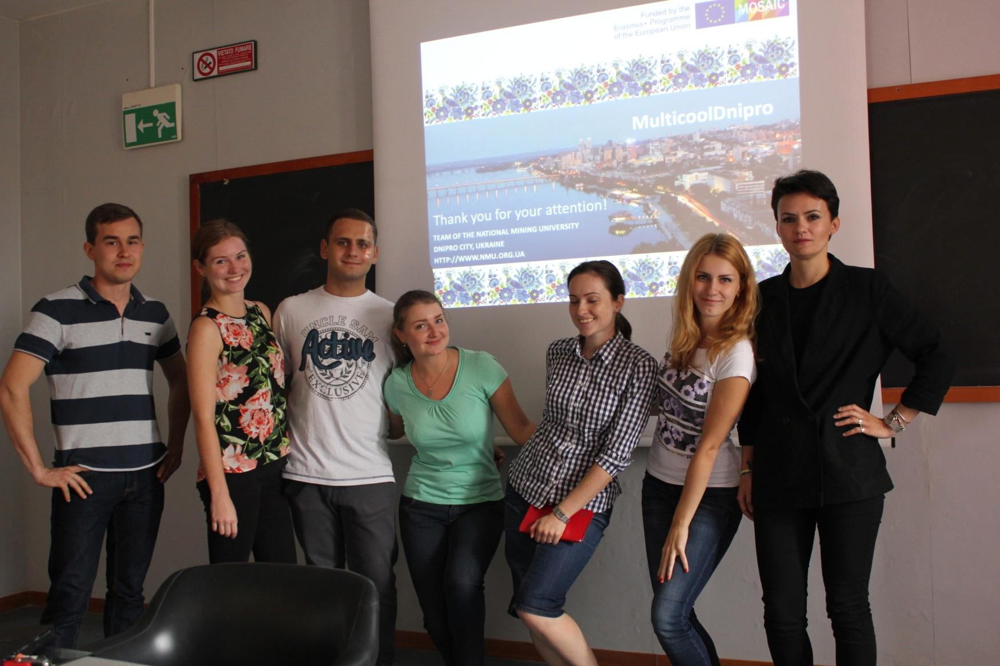 VIETATO FUMARE
Funded by the
Erasmus+ Programme
of the European Union
MOSAIC
MulticoolDnipro
Thank you for your attention!
TEAM OF THE NATIONAL MINING UNIVERSITY
DNIPRO CITY, UKRAINE
HTTP://WWW.NMU.ORG.UA
UNCLE SAM
Active
EXCLUSIVE